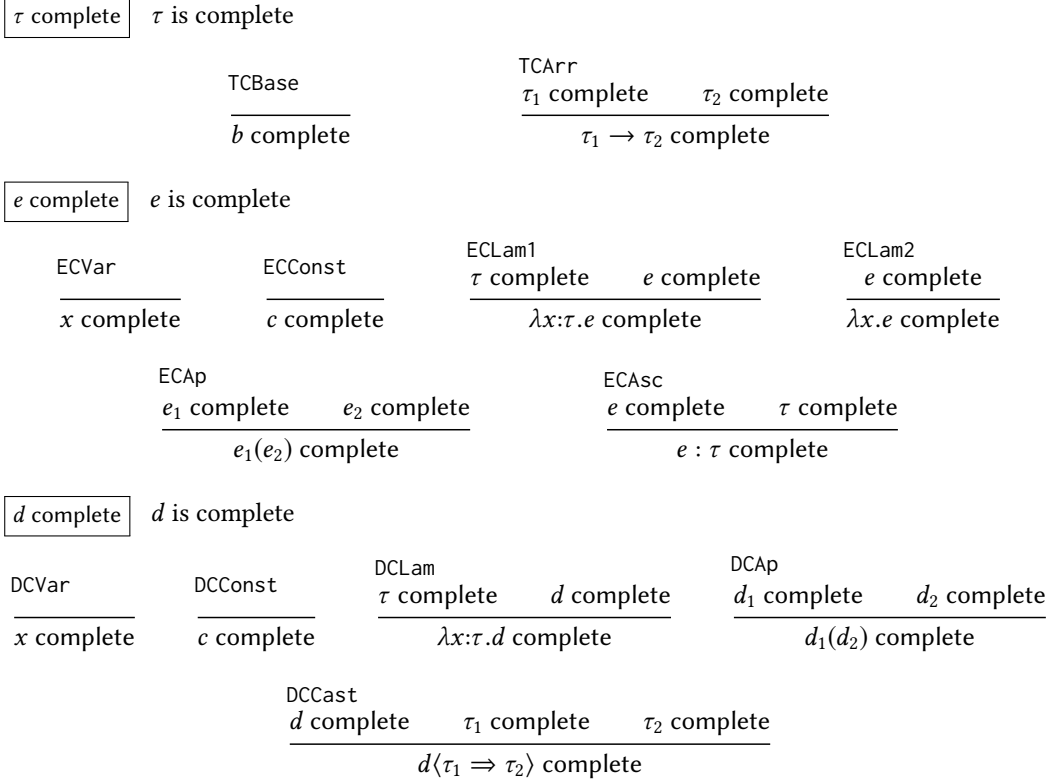 τ complete τ is complete
TCBase
b complete
TCArr
τ₁ complete τ₂ complete
τ₁ → τ₂ complete
e complete e is complete
ECVar
x complete
ECConst
c complete
ECLam1
τ complete e complete
λx:τ.e complete
ECLam2
e complete
λx.e complete
ECAp
e₁ complete e₂ complete
e₁(e₂) complete
ECAsc
e complete τ complete
e : τ complete
d complete d is complete
DCVar
x complete
DCConst
c complete
DCLam
τ complete d complete
λx:τ.d complete
DCAp
d₁ complete d₂ complete
d₁(d₂) complete
DCCast
d complete τ₁ complete τ₂ complete
d⟨τ₁ ⇒ τ₂⟩ complete